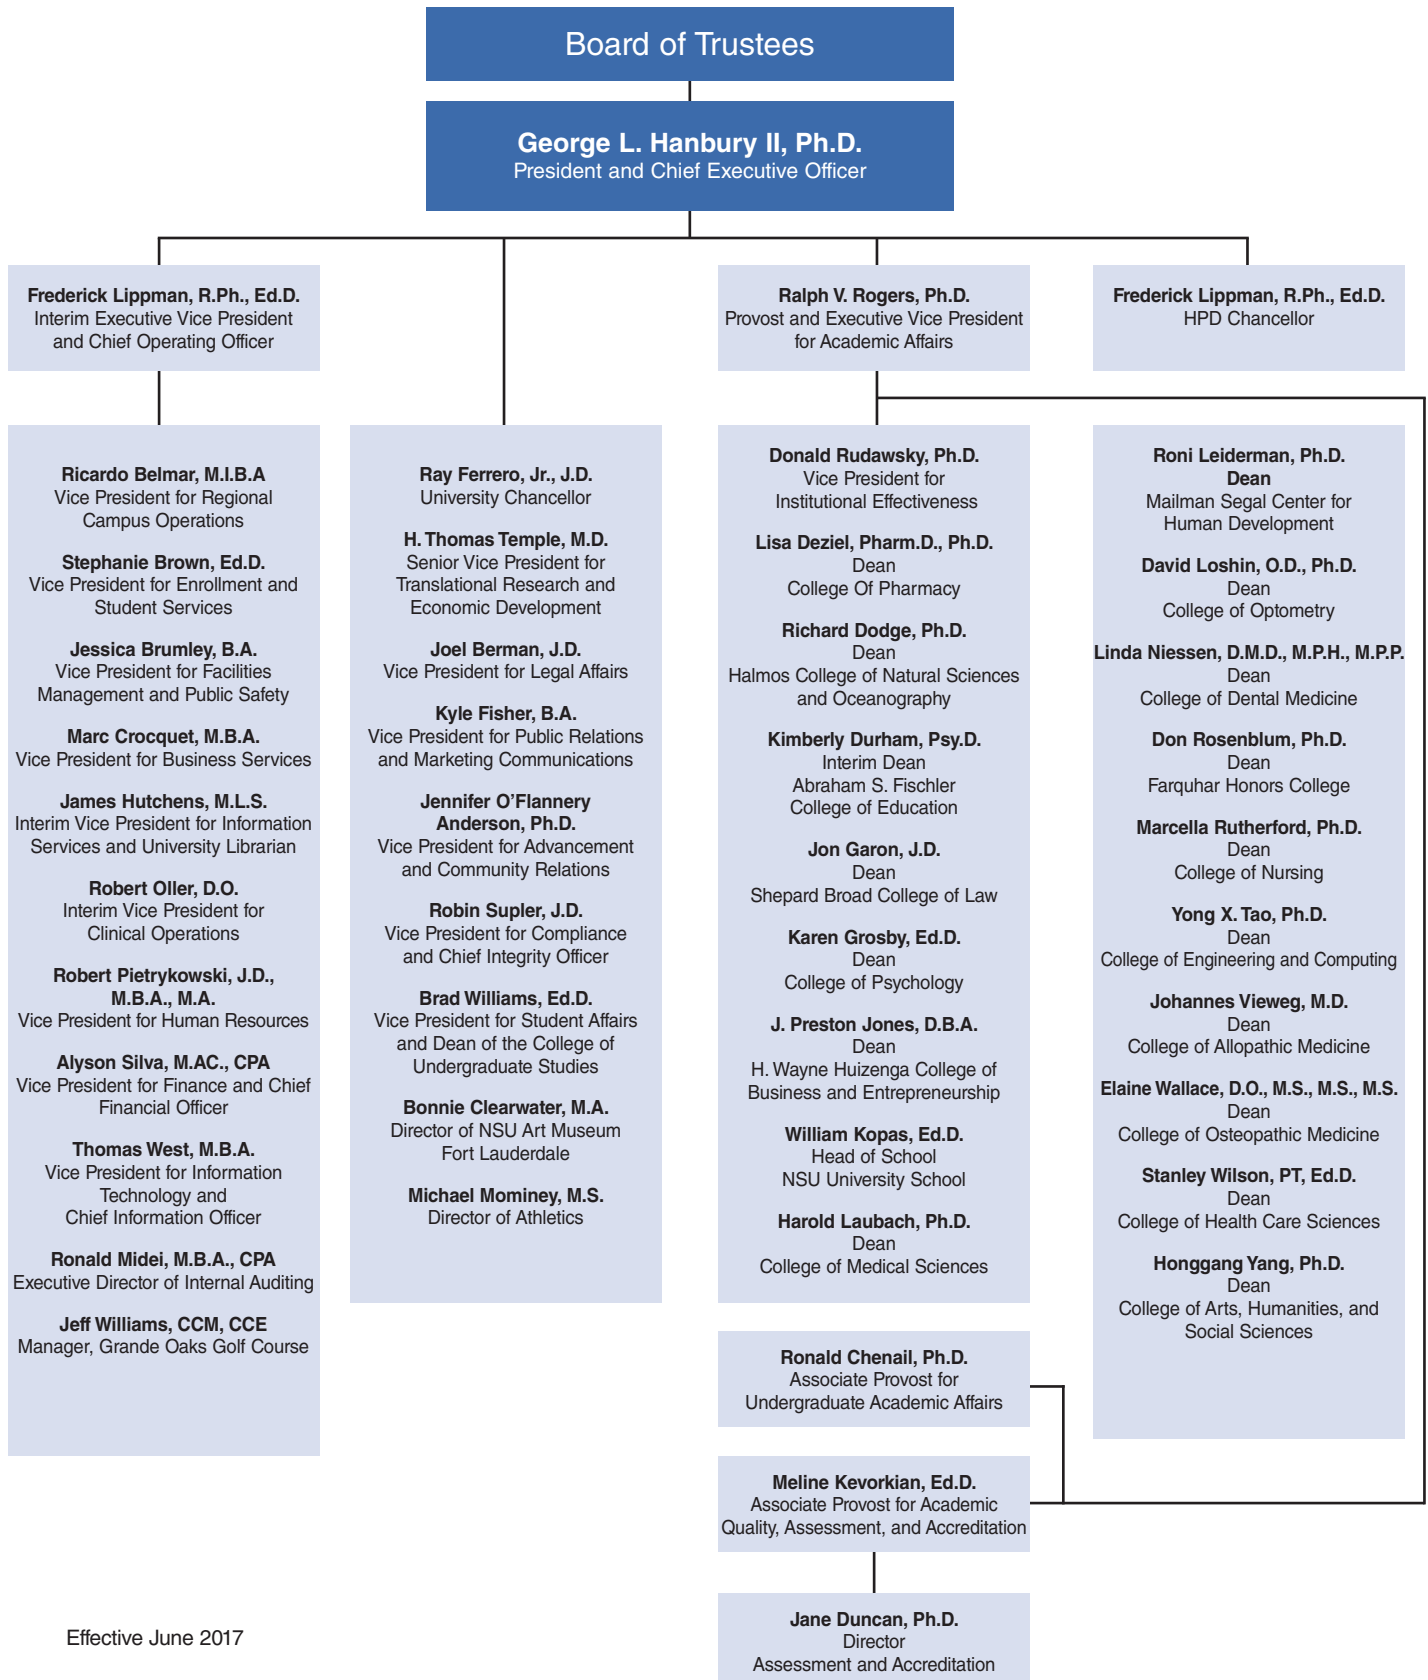 Board of Trustees
George L. Hanbury II, Ph.D.
President and Chief Executive Officer
Frederick Lippman, R.Ph., Ed.D.
Interim Executive Vice President
and Chief Operating Officer
Ralph V. Rogers, Ph.D.
Provost and Executive Vice President
for Academic Affairs
Frederick Lippman, R.Ph., Ed.D.
HPD Chancellor
Ricardo Belmar, M.I.B.A
Vice President for Regional
Campus Operations
Stephanie Brown, Ed.D.
Vice President for Enrollment and
Student Services
Jessica Brumley, B.A.
Vice President for Facilities
Management and Public Safety
Marc Crocquet, M.B.A.
Vice President for Business Services
James Hutchens, M.L.S.
Interim Vice President for Information
Services and University Librarian
Robert Oller, D.O.
Interim Vice President for
Clinical Operations
Robert Pietrykowski, J.D.,
M.B.A., M.A.
Vice President for Human Resources
Alyson Silva, M.AC., CPA
Vice President for Finance and Chief
Financial Officer
Thomas West, M.B.A.
Vice President for Information
Technology and
Chief Information Officer
Ronald Midei, M.B.A., CPA
Executive Director of Internal Auditing
Jeff Williams, CCM, CCE
Manager, Grande Oaks Golf Course
Ray Ferrero, Jr., J.D.
University Chancellor
H. Thomas Temple, M.D.
Senior Vice President for
Translational Research and
Economic Development
Joel Berman, J.D.
Vice President for Legal Affairs
Kyle Fisher, B.A.
Vice President for Public Relations
and Marketing Communications
Jennifer O’Flannery
Anderson, Ph.D.
Vice President for Advancement
and Community Relations
Robin Supler, J.D.
Vice President for Compliance
and Chief Integrity Officer
Brad Williams, Ed.D.
Vice President for Student Affairs
and Dean of the College of
Undergraduate Studies
Bonnie Clearwater, M.A.
Director of NSU Art Museum
Fort Lauderdale
Michael Mominey, M.S.
Director of Athletics
Donald Rudawsky, Ph.D.
Vice President for
Institutional Effectiveness
Lisa Deziel, Pharm.D., Ph.D.
Dean
College Of Pharmacy
Richard Dodge, Ph.D.
Dean
Halmos College of Natural Sciences
and Oceanography
Kimberly Durham, Psy.D.
Interim Dean
Abraham S. Fischler
College of Education
Jon Garon, J.D.
Dean
Shepard Broad College of Law
Karen Grosby, Ed.D.
Dean
College of Psychology
J. Preston Jones, D.B.A.
Dean
H. Wayne Huizenga College of
Business and Entrepreneurship
William Kopas, Ed.D.
Head of School
NSU University School
Harold Laubach, Ph.D.
Dean
College of Medical Sciences
Roni Leiderman, Ph.D.
Dean
Mailman Segal Center for
Human Development
David Loshin, O.D., Ph.D.
Dean
College of Optometry
Linda Niessen, D.M.D., M.P.H., M.P.P.
Dean
College of Dental Medicine
Don Rosenblum, Ph.D.
Dean
Farquhar Honors College
Marcella Rutherford, Ph.D.
Dean
College of Nursing
Yong X. Tao, Ph.D.
Dean
College of Engineering and Computing
Johannes Vieweg, M.D.
Dean
College of Allopathic Medicine
Elaine Wallace, D.O., M.S., M.S., M.S.
Dean
College of Osteopathic Medicine
Stanley Wilson, PT, Ed.D.
Dean
College of Health Care Sciences
Honggang Yang, Ph.D.
Dean
College of Arts, Humanities, and
Social Sciences
Ronald Chenail, Ph.D.
Associate Provost for
Undergraduate Academic Affairs
Meline Kevorkian, Ed.D.
Associate Provost for Academic
Quality, Assessment, and Accreditation
Jane Duncan, Ph.D.
Director
Assessment and Accreditation
Effective June 2017